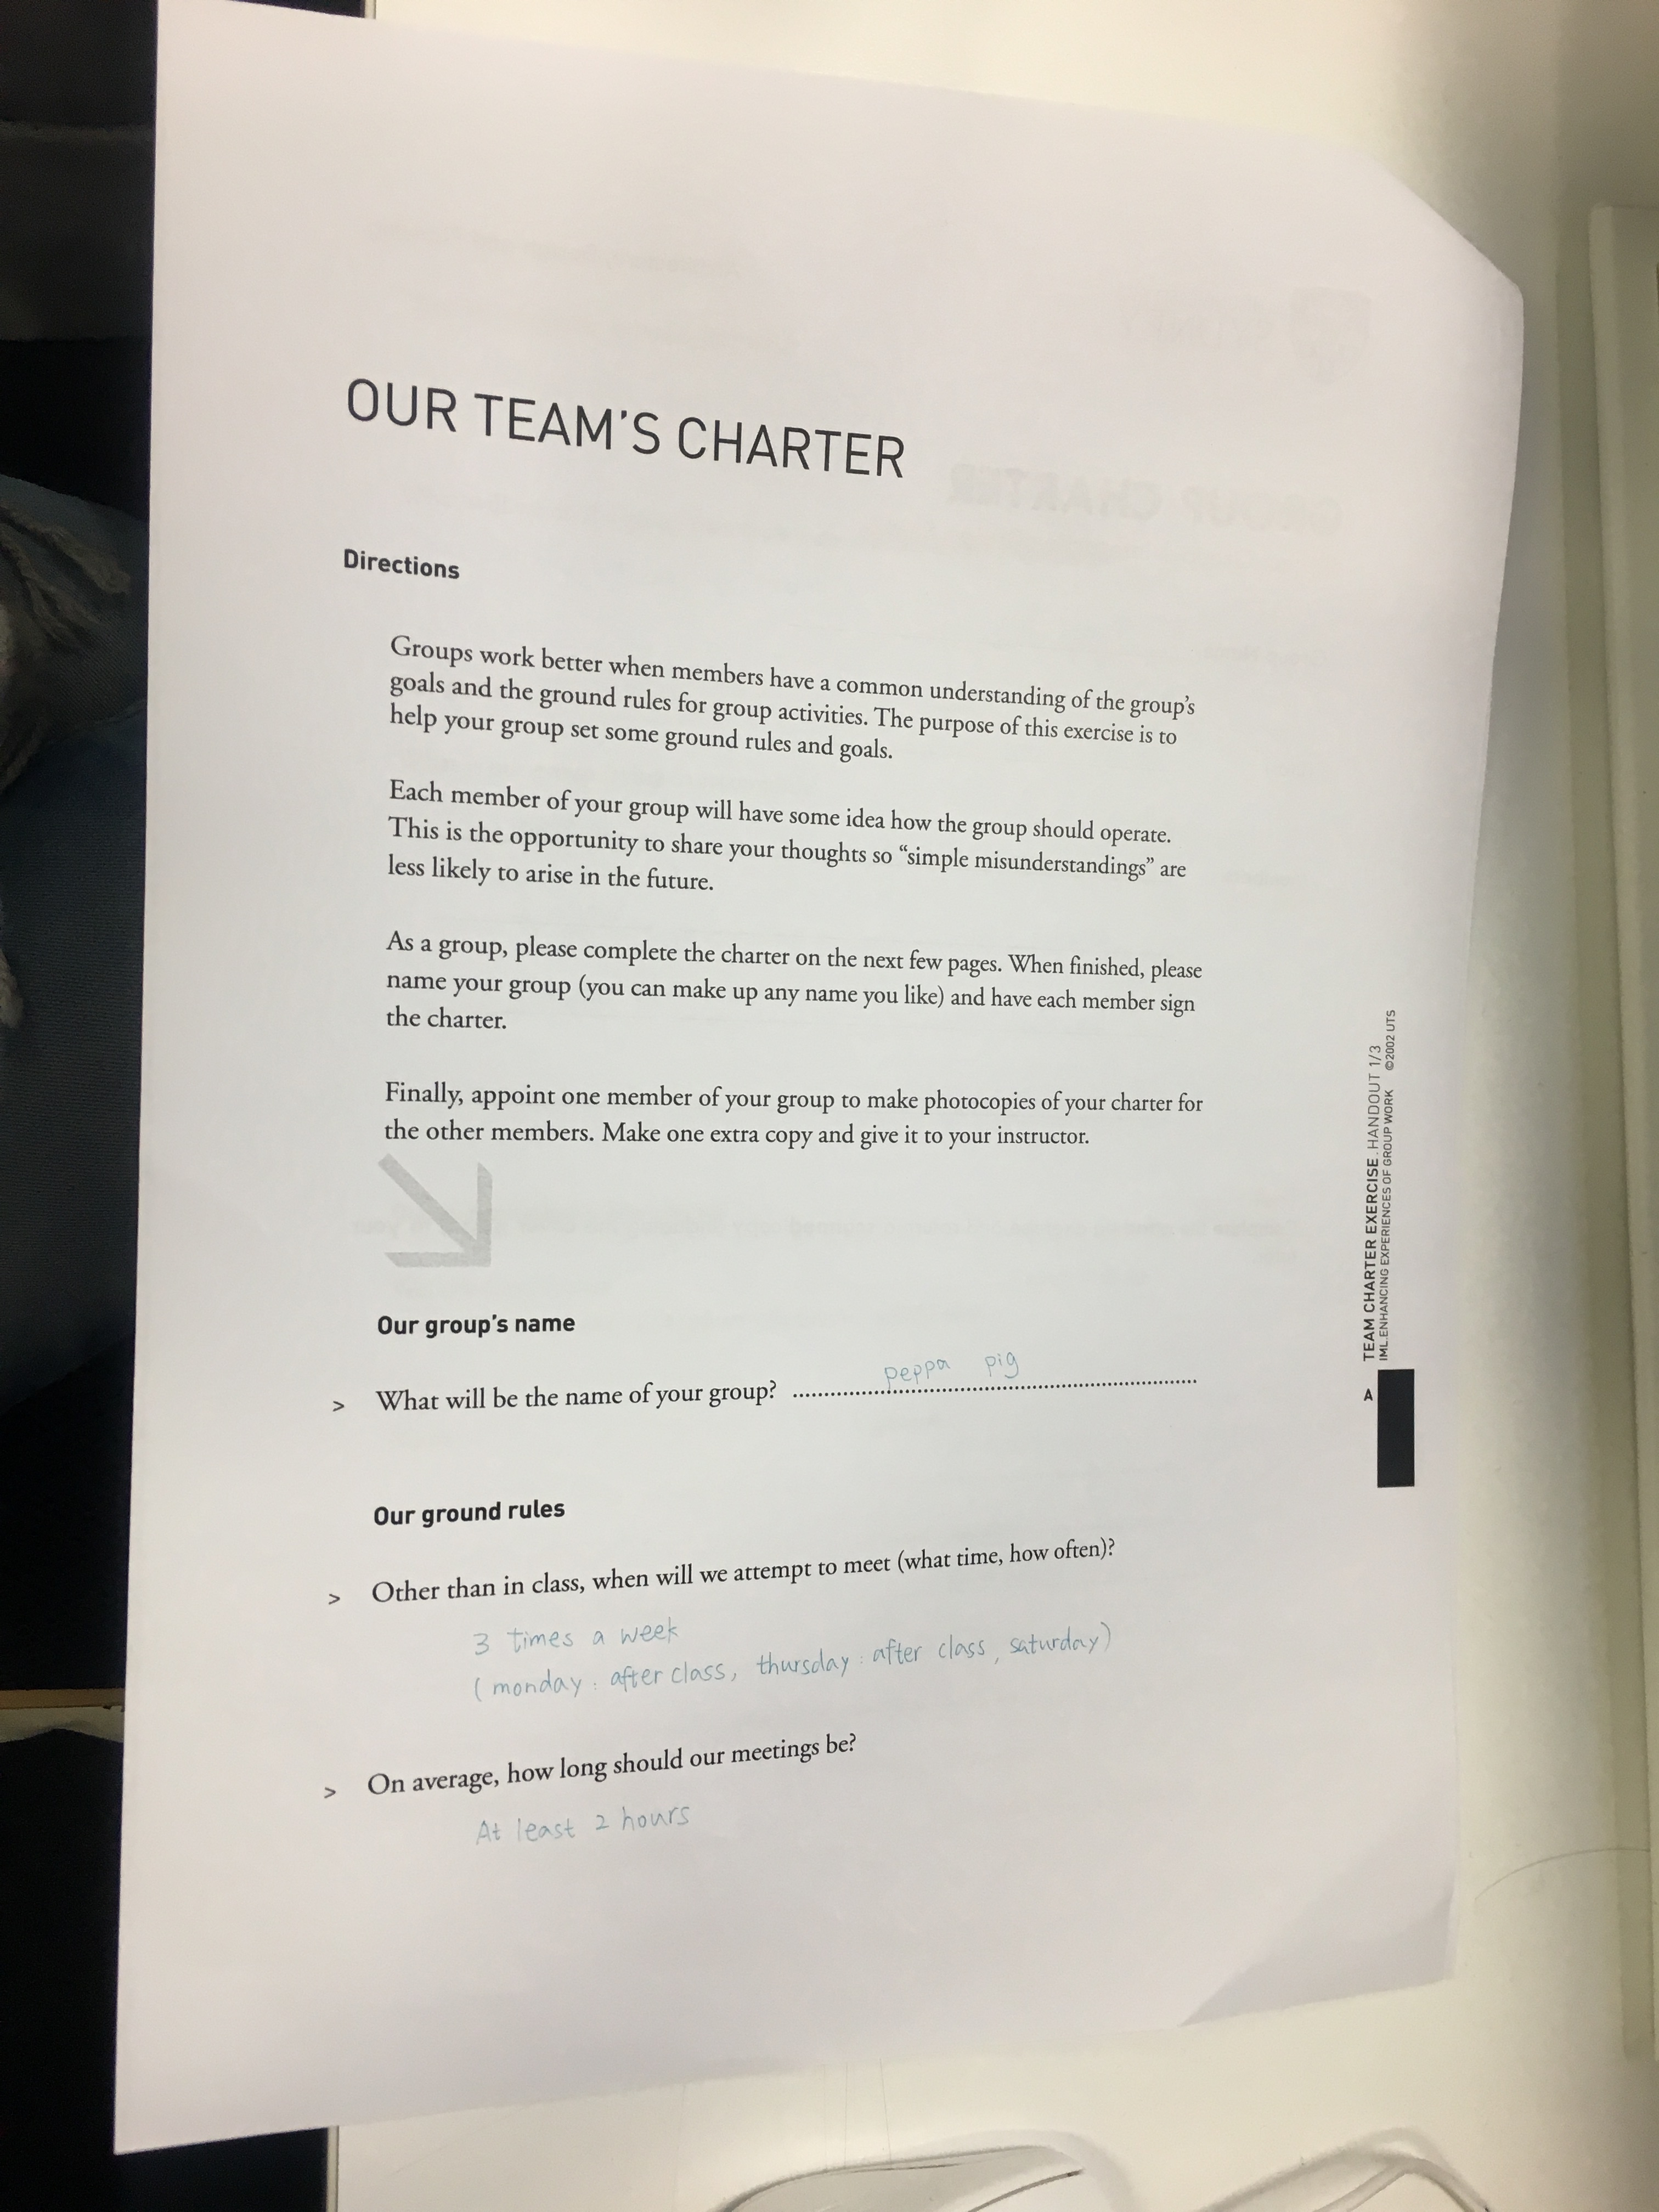 OUR TEAM'S CHARTER
Directions
Groups work better when members have a common understanding of the group's
goals and the ground rules for group activities. The purpose of this exercise is to
help your group set some ground rules and goals.
Each member of your group will have some idea how the group should operate.
This is the opportunity to share your thoughts so “simple misunderstandings” are
less likely to arise in the future.
As a group, please complete the charter on the next few pages. When finished, please
name your group (you can make up any name you like) and have each member sign
the charter.
Finally, appoint one member of your group to make photocopies of your charter for
the other members. Make one extra copy and give it to your instructor.
Our group's name
> What will be the name of your group? peppa pig
Our ground rules
> Other than in class, when will we attempt to meet (what time, how often)?
3 times a week
(monday : after class, thursday : after class, saturday)
> On average, how long should our meetings be?
At least 2 hours
A TEAM CHARTER EXERCISE. HANDOUT 1/3
IML.ENHANCING EXPERIENCES OF GROUP WORK ©2002 UTS
GROUP CHARTER